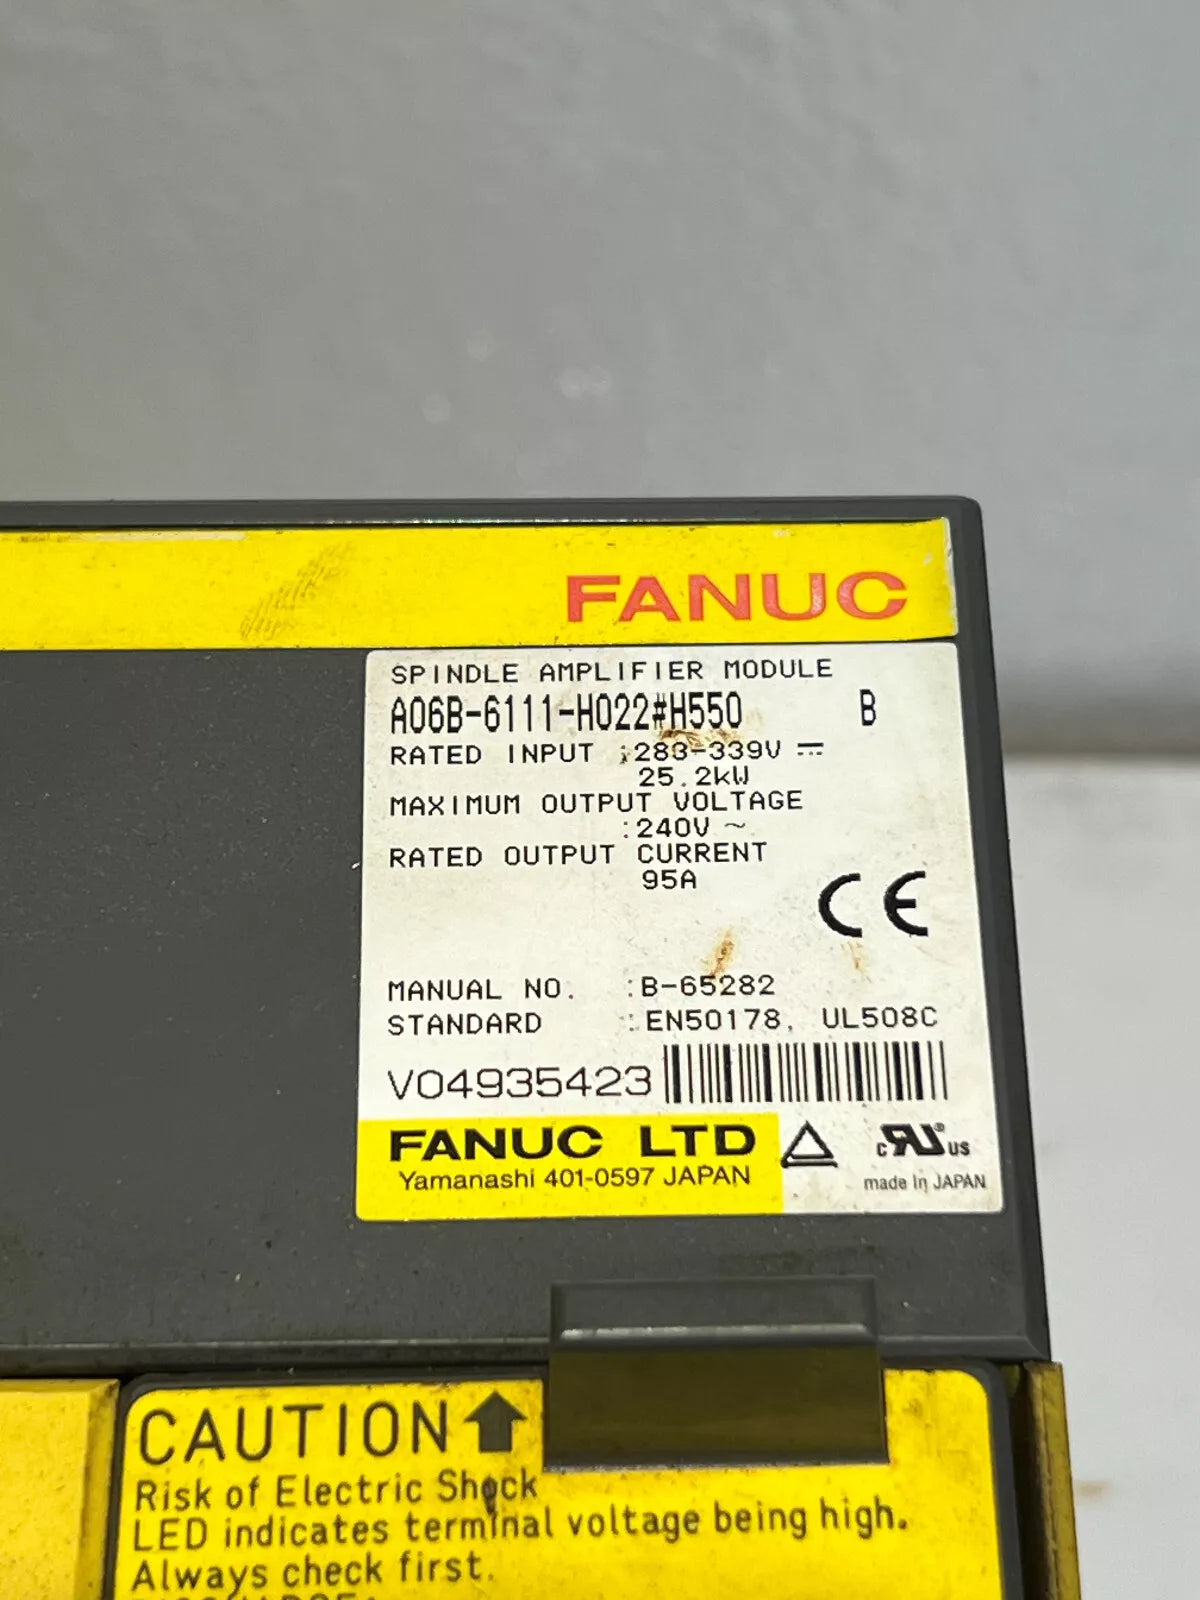 FANUC
SPINDLE AMPLIFIER MODULE
A06B-6111-H022#H550 B
RATED INPUT :283-339V ⎓
25.2kW
MAXIMUM OUTPUT VOLTAGE
:240V ~
RATED OUTPUT CURRENT
95A
CE
MANUAL NO. :B-65282
STANDARD :EN50178, UL508C
V04935423
FANUC LTD
Yamanashi 401-0597 JAPAN
c RU ® US
made in JAPAN
CAUTION
Risk of Electric Shock
LED indicates terminal voltage being high.
Always check first.